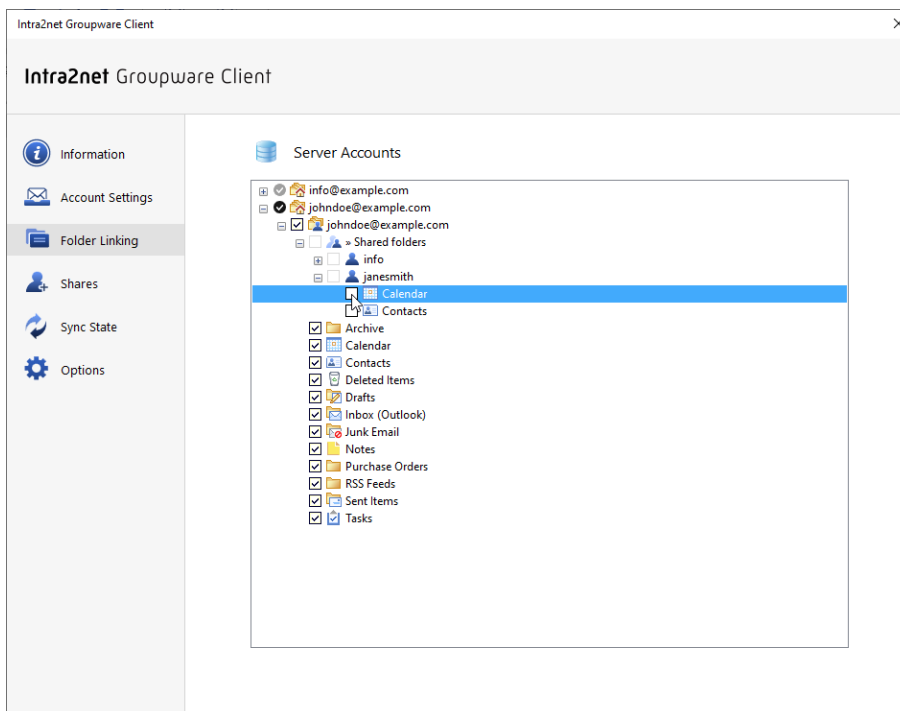 Intra2net Groupware Client
Intra2net Groupware Client
Information
Account Settings
Folder Linking
Shares
Sync State
Options
Server Accounts
info@example.com
johndoe@example.com
johndoe@example.com
» Shared folders
info
janesmith
Calendar
Contacts
Archive
Calendar
Contacts
Deleted Items
Drafts
Inbox (Outlook)
Junk Email
Notes
Purchase Orders
RSS Feeds
Sent Items
Tasks